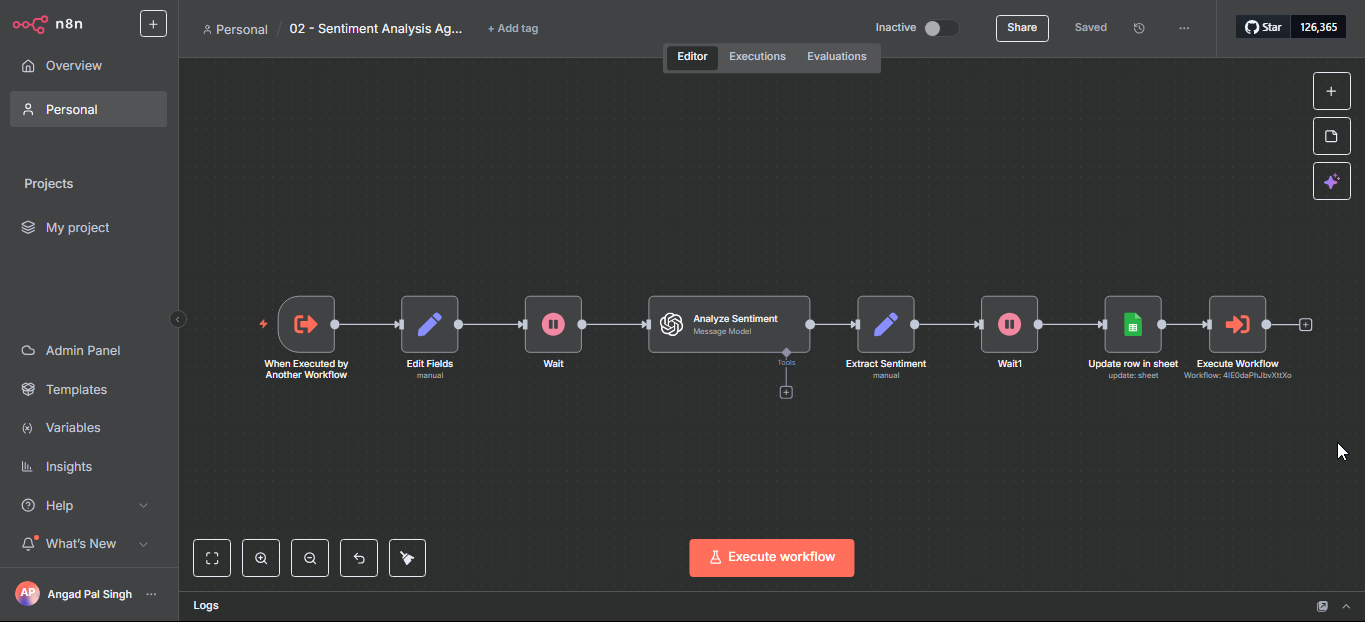 n8n
Personal / 02 - Sentiment Analysis Ag... + Add tag
Inactive
Share
Saved
Star 126,365
Editor Executions Evaluations
Overview
Personal
Projects
My project
Admin Panel
Templates
Variables
Insights
Help
What's New
AP Angad Pal Singh
When Executed by
Another Workflow
Edit Fields
manual
Wait
Analyze Sentiment
Message Model
Tools
Extract Sentiment
manual
Wait1
Update row in sheet
update: sheet
Execute Workflow
Workflow: 4IE0daPhJbvXttXo
Execute workflow
Logs